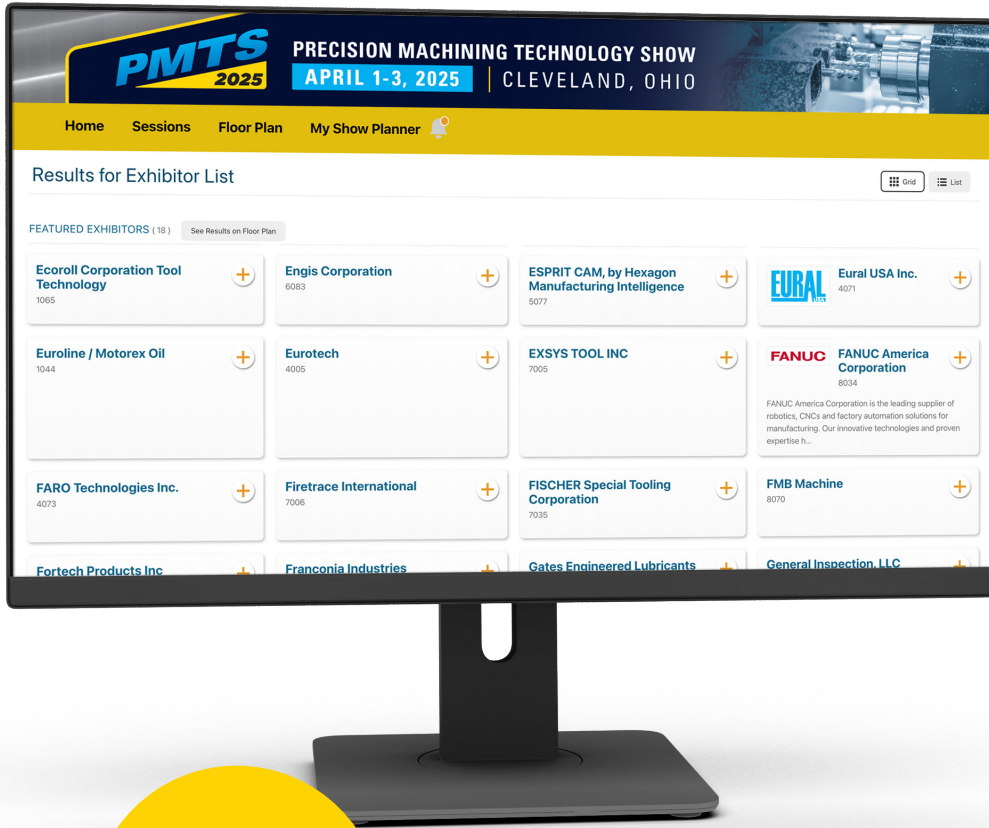 PMTS
2025
PRECISION MACHINING TECHNOLOGY SHOW
APRIL 1-3, 2025 | CLEVELAND, OHIO
Home Sessions Floor Plan My Show Planner
Results for Exhibitor List
Grid List
FEATURED EXHIBITORS (18) See Results on Floor Plan
Ecoroll Corporation Tool
Technology
1065
Engis Corporation
6083
ESPRIT CAM, by Hexagon
Manufacturing Intelligence
5077
EURAL
USA
Eural USA Inc.
4071
Euroline / Motorex Oil
1044
Eurotech
4005
EXSYS TOOL INC
7005
FANUC
FANUC America
Corporation
8034
FANUC America Corporation is the leading supplier of
robotics, CNCs and factory automation solutions for
manufacturing. Our innovative technologies and proven
expertise h...
FARO Technologies Inc.
4073
Firetrace International
7006
FISCHER Special Tooling
Corporation
7035
FMB Machine
8070
Fortech Products Inc
Franconia Industries
Gates Engineered Lubricants
General Inspection, LLC